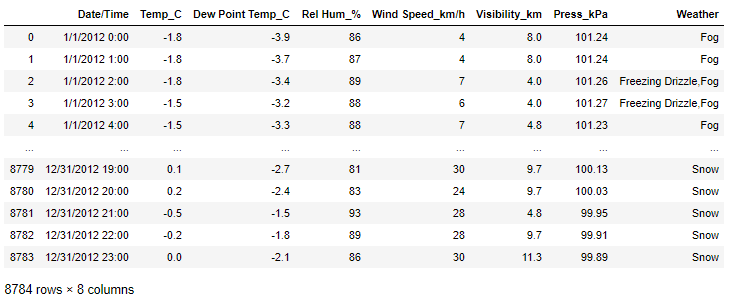 Date/Time Temp_C Dew Point Temp_C Rel Hum_% Wind Speed_km/h Visibility_km Press_kPa Weather
0 1/1/2012 0:00 -1.8 -3.9 86 4 8.0 101.24 Fog
1 1/1/2012 1:00 -1.8 -3.7 87 4 8.0 101.24 Fog
2 1/1/2012 2:00 -1.8 -3.4 89 7 4.0 101.26 Freezing Drizzle,Fog
3 1/1/2012 3:00 -1.5 -3.2 88 6 4.0 101.27 Freezing Drizzle,Fog
4 1/1/2012 4:00 -1.5 -3.3 88 7 4.8 101.23 Fog
... ... ... ... ... ... ... ... ...
8779 12/31/2012 19:00 0.1 -2.7 81 30 9.7 100.13 Snow
8780 12/31/2012 20:00 0.2 -2.4 83 24 9.7 100.03 Snow
8781 12/31/2012 21:00 -0.5 -1.5 93 28 4.8 99.95 Snow
8782 12/31/2012 22:00 -0.2 -1.8 89 28 9.7 99.91 Snow
8783 12/31/2012 23:00 0.0 -2.1 86 30 11.3 99.89 Snow
8784 rows × 8 columns